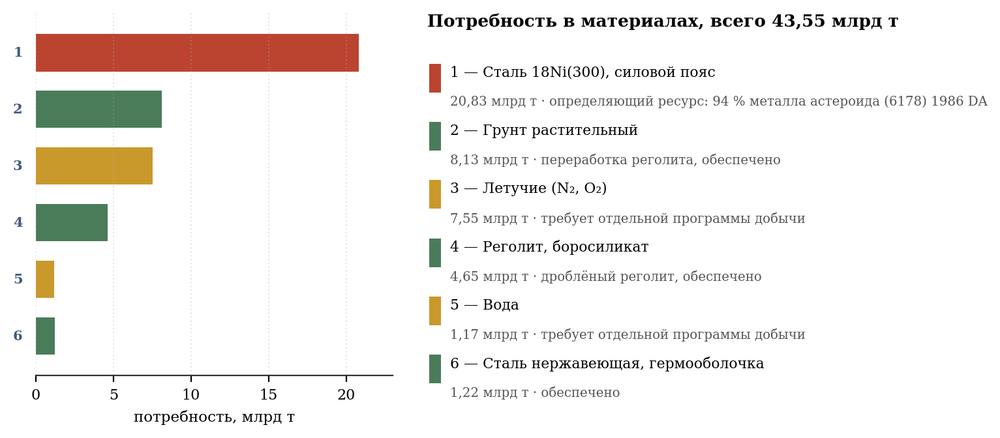 Потребность в материалах, всего 43,55 млрд т
1
2
3
4
5
6
0 5 10 15 20
потребность, млрд т
1 — Сталь 18Ni(300), силовой пояс
20,83 млрд т · определяющий ресурс: 94 % металла астероида (6178) 1986 DA
2 — Грунт растительный
8,13 млрд т · переработка реголита, обеспечено
3 — Летучие (N₂, O₂)
7,55 млрд т · требует отдельной программы добычи
4 — Реголит, боросиликат
4,65 млрд т · дроблёный реголит, обеспечено
5 — Вода
1,17 млрд т · требует отдельной программы добычи
6 — Сталь нержавеющая, гермооболочка
1,22 млрд т · обеспечено